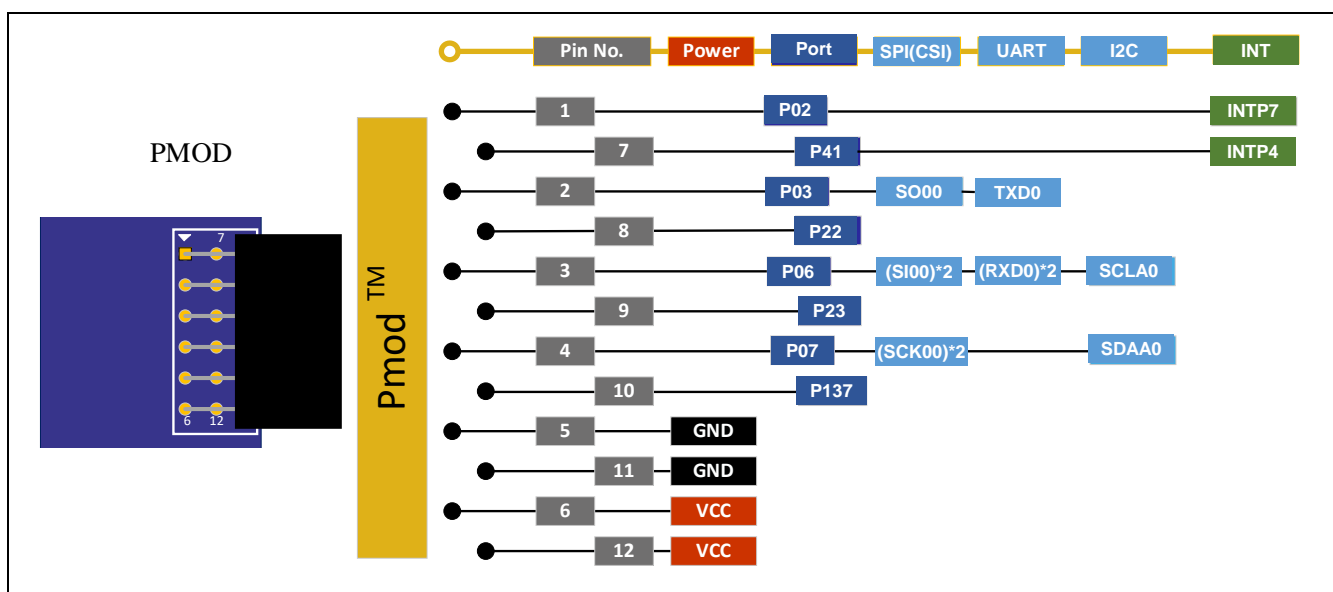 Pin No. Power Port SPI(CSI) UART I2C INT
1 P02 INTP7
PMOD
7 P41 INTP4
2 P03 SO00 TXD0
8 P22
3 P06 (SI00)*2 (RXD0)*2 SCLA0
9 P23
4 P07 (SCK00)*2 SDAA0
10 P137
5 GND
11 GND
6 VCC
12 VCC
7
6 12
Pmod TM